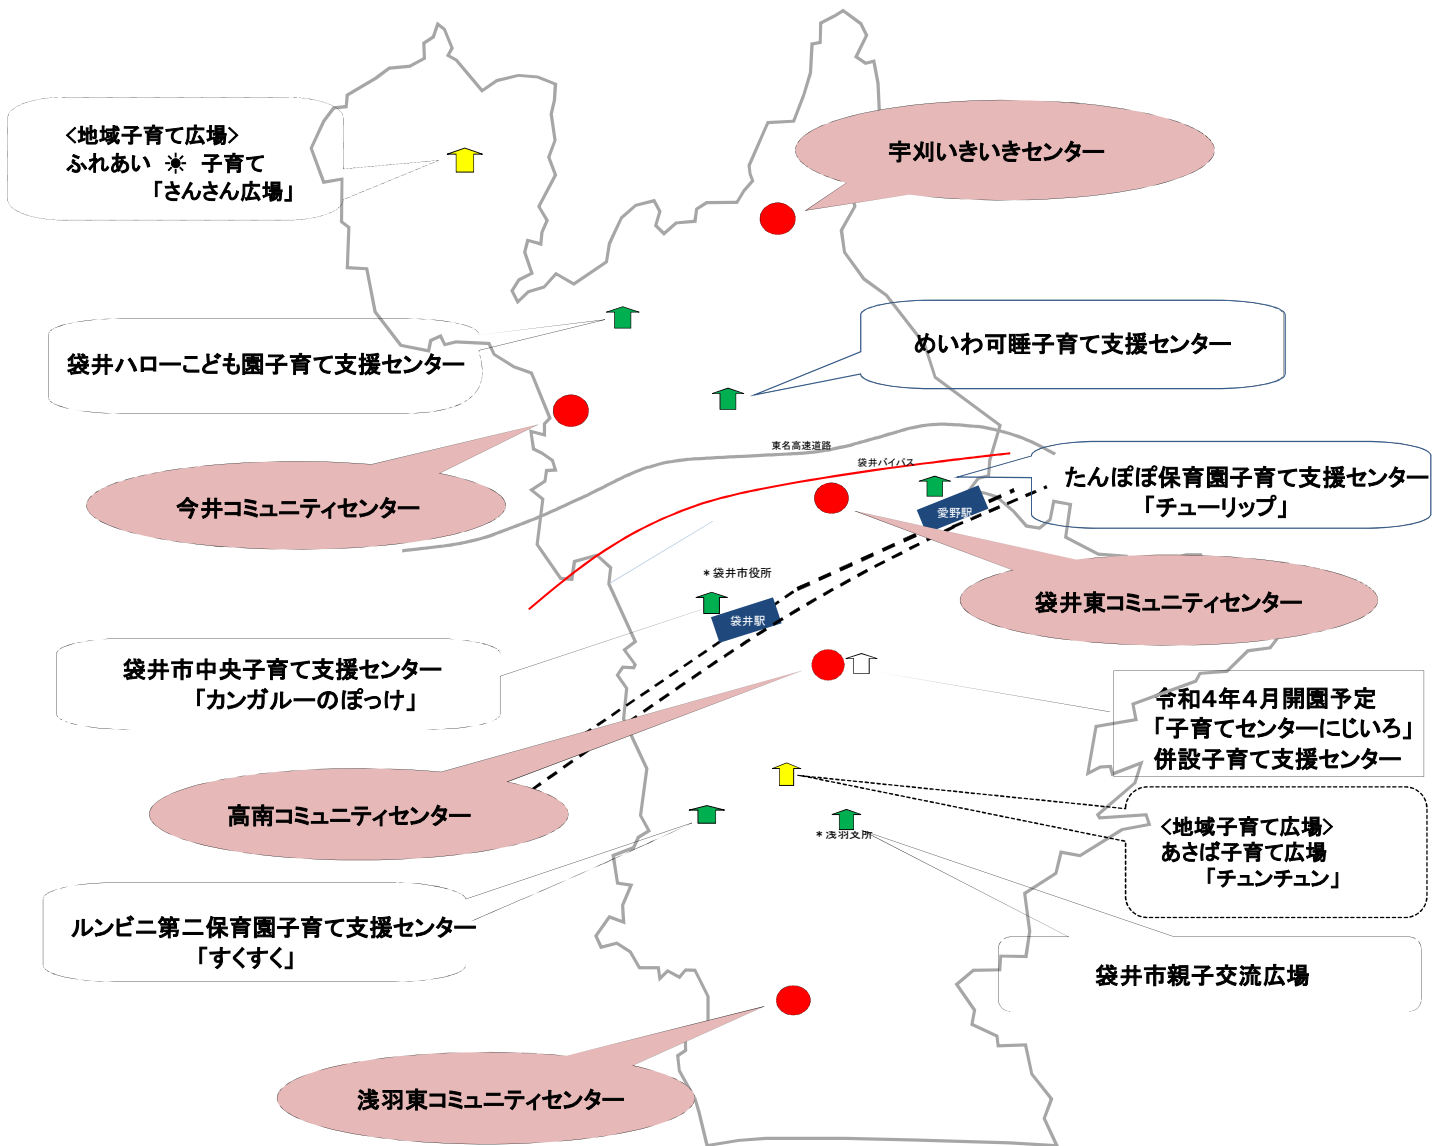 <地域子育て広場>
ふれあい ☀ 子育て
「さんさん広場」
宇刈いきいきセンター
袋井ハローこども園子育て支援センター
めいわ可睡子育て支援センター
東名高速道路
袋井バイパス
たんぽぽ保育園子育て支援センター
「チューリップ」
今井コミュニティセンター
愛野駅
*袋井市役所
袋井駅
袋井東コミュニティセンター
袋井市中央子育て支援センター
「カンガルーのぽっけ」
令和4年4月開園予定
「子育てセンターにじいろ」
併設子育て支援センター
高南コミュニティセンター
<地域子育て広場>
あさば子育て広場
「チュンチュン」
*浅羽支所
ルンビニ第二保育園子育て支援センター
「すくすく」
袋井市親子交流広場
浅羽東コミュニティセンター